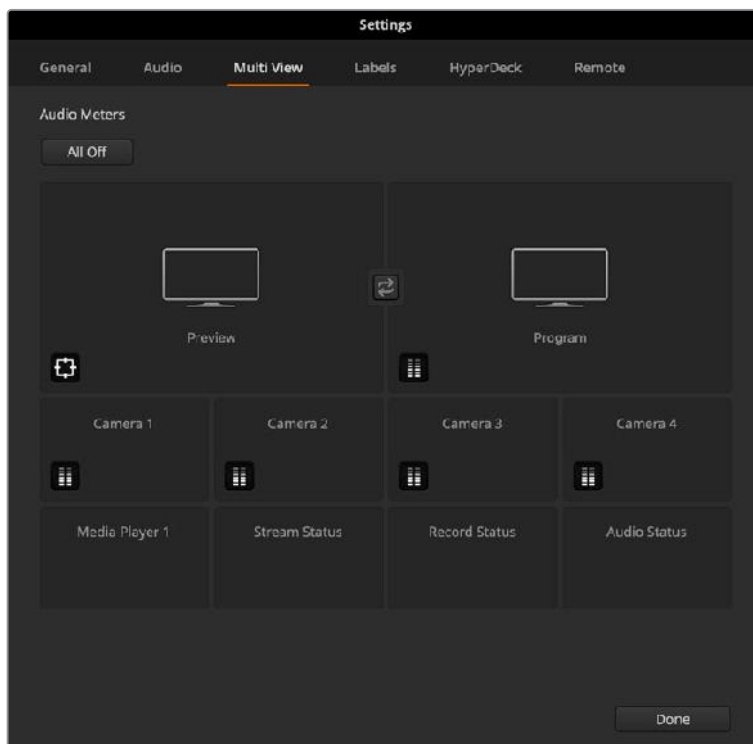 Settings
General Audio Multi View Labels HyperDeck Remote
Audio Meters
All Off
Preview Program
Camera 1 Camera 2 Camera 3 Camera 4
Media Player 1 Stream Status Record Status Audio Status
Done